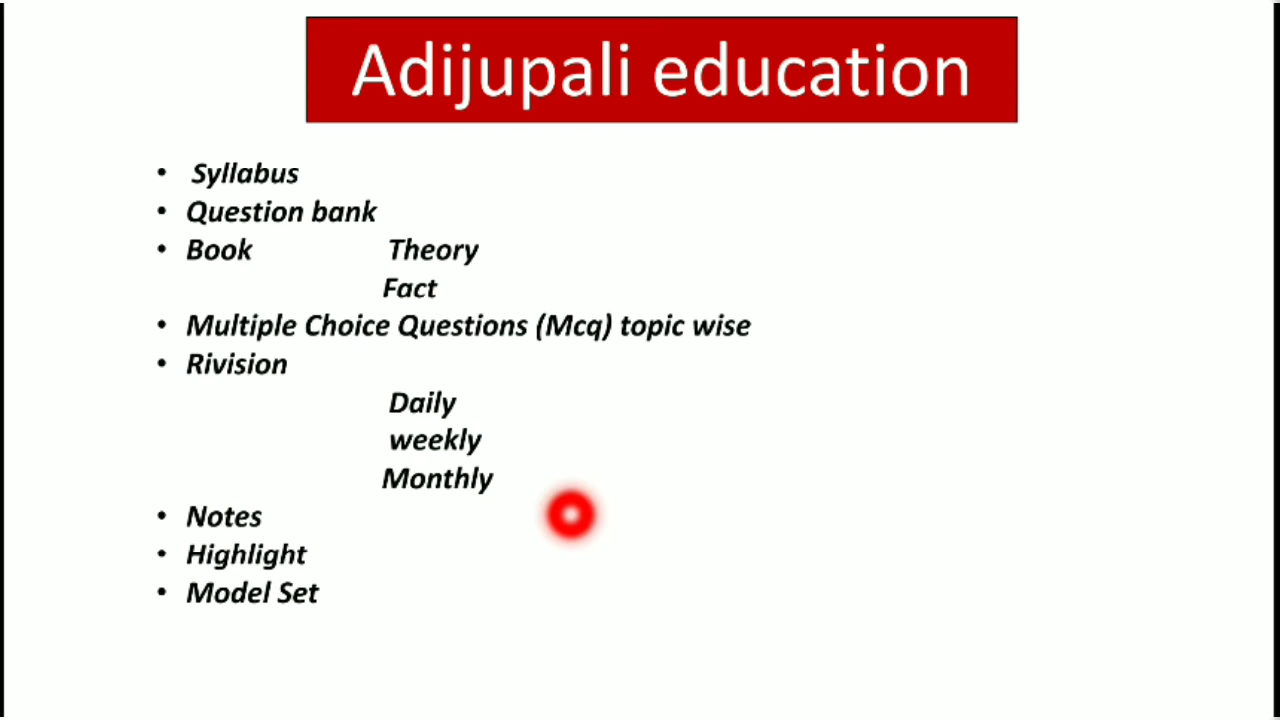 Adijupali education
• Syllabus
• Question bank
• Book Theory
Fact
• Multiple Choice Questions (Mcq) topic wise
• Rivision
Daily
weekly
Monthly
• Notes
• Highlight
• Model Set